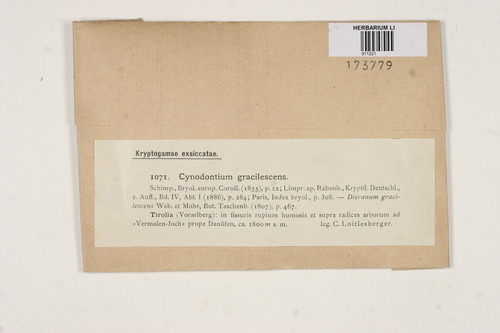 HERBARIUM LI
911221
173779
Kryptogamae exsiccatae.
1071. Cynodontium gracilescens.
Schimp., Bryol. europ. Coroll. (1855), p. 12; Limpr. ap. Rabenh., Kryptfl. Deutschl.,
2. Aufl., Bd. IV, Abt. I (1886), p. 284; Paris, Index bryol., p. 306. — Dicranum graci-
lescens Web. et Mohr, Bot. Taschenb. (1807), p. 467.
Tirolia (Vorarlberg): in fissuris rupium humosis et supra radices arborum ad
«Vermalen-Joch» prope Danöfen, ca. 1800 m s. m. leg. C. Loitlesberger.